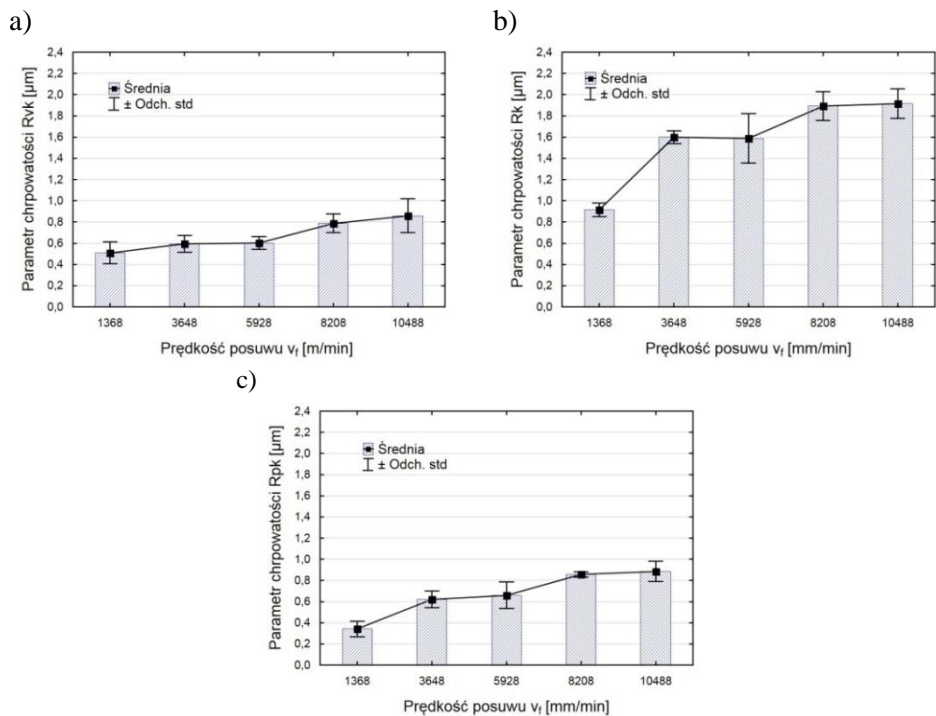 a)
Parametr chrpowatości Rvk [µm]
2,4
2,2
2,0
1,8
1,6
1,4
1,2
1,0
0,8
0,6
0,4
0,2
0,0
Średnia
± Odch. std
1368 3648 5928 8208 10488
Prędkość posuwu vf [m/min]
b)
Parametr chrpowatości Rk [µm]
2,4
2,2
2,0
1,8
1,6
1,4
1,2
1,0
0,8
0,6
0,4
0,2
0,0
Średnia
± Odch. std
1368 3648 5928 8208 10488
Prędkość posuwu vf [mm/min]
c)
Parametr chrpowatości Rpk [µm]
2,4
2,2
2,0
1,8
1,6
1,4
1,2
1,0
0,8
0,6
0,4
0,2
0,0
Średnia
± Odch. std
1368 3648 5928 8208 10488
Prędkość posuwu vf [mm/min]